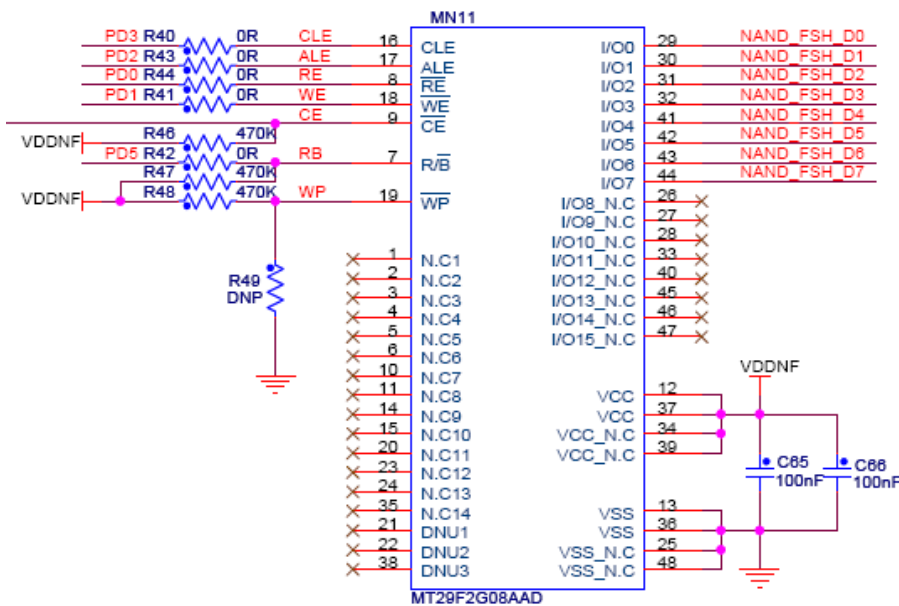 MN11
PD3 R40 0R CLE 16 CLE I/O0 29 NAND_FSH_D0
PD2 R43 0R ALE 17 ALE I/O1 30 NAND_FSH_D1
PD0 R44 0R RE 8 RE I/O2 31 NAND_FSH_D2
PD1 R41 0R WE 18 WE I/O3 32 NAND_FSH_D3
CE 9 CE I/O4 41 NAND_FSH_D4
VDDNF R46 470K I/O5 42 NAND_FSH_D5
PD5 R42 0R RB 7 R/B I/O6 43 NAND_FSH_D6
R47 470K I/O7 44 NAND_FSH_D7
VDDNF R48 470K WP 19 WP I/O8_N.C 26
I/O9_N.C 27
I/O10_N.C 28
1 N.C1 I/O11_N.C 33
R49 2 N.C2 I/O12_N.C 40
DNP 3 N.C3 I/O13_N.C 45
4 N.C4 I/O14_N.C 46
5 N.C5 I/O15_N.C 47
6 N.C6
10 N.C7 VDDNF
11 N.C8 VCC 12
14 N.C9 VCC 37
15 N.C10 VCC_N.C 34
20 N.C11 VCC_N.C 39
23 N.C12 C65 C66
24 N.C13 100nF 100nF
35 N.C14 VSS 13
21 DNU1 VSS 36
22 DNU2 VSS_N.C 25
38 DNU3 VSS_N.C 48
MT29F2G08AAD